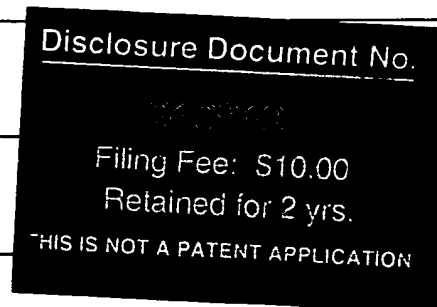 Disclosure Document No.
Filing Fee: $10.00
Retained for 2 yrs.
THIS IS NOT A PATENT APPLICATION